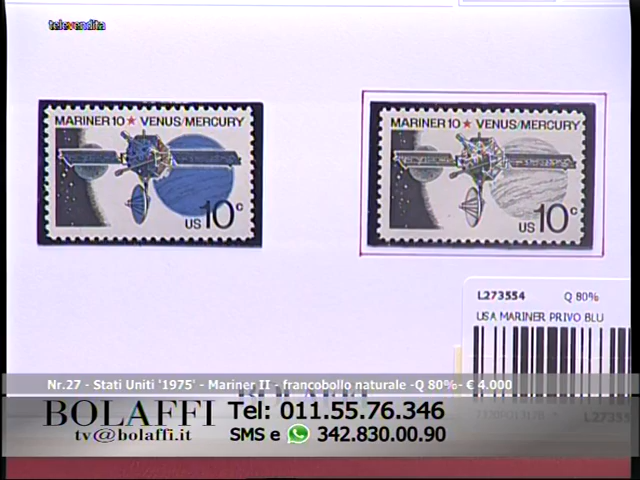 televendita
MARINER 10 ★ VENUS/MERCURY
US 10c
MARINER 10 ★ VENUS/MERCURY
US 10c
L273554 Q 80%
USA MARINER PRIVO BLU
Nr.27 - Stati Uniti '1975' - Mariner II - francobollo naturale -Q 80%- € 4.000
BOLAFFI
tv@bolaffi.it
Tel: 011.55.76.346
SMS e 342.830.00.90